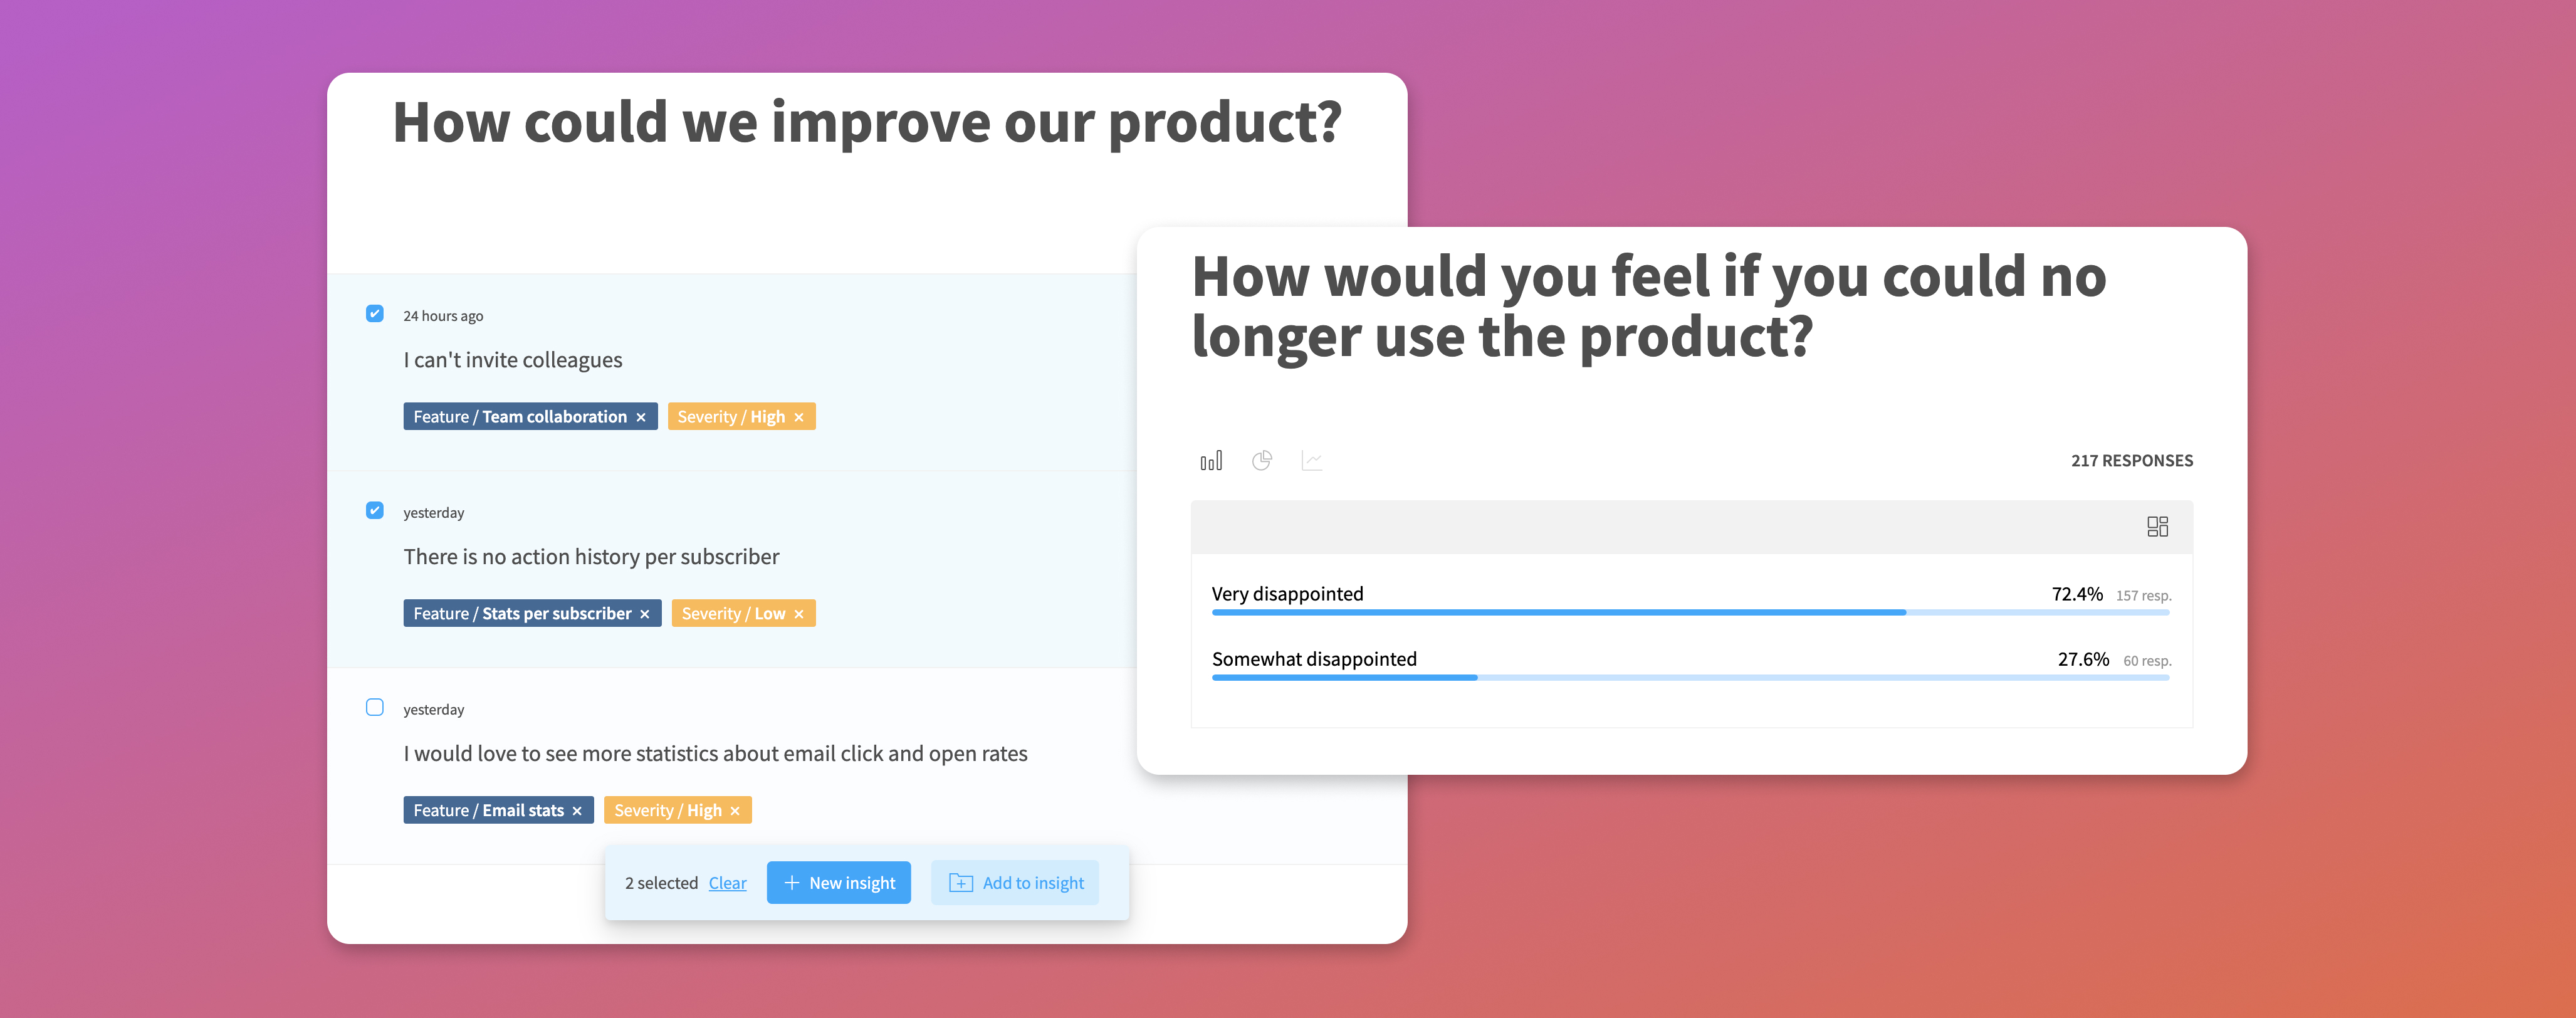 How could we improve our product?
24 hours ago
I can't invite colleagues
Feature / Team collaboration × Severity / High ×
yesterday
There is no action history per subscriber
Feature / Stats per subscriber × Severity / Low ×
yesterday
I would love to see more statistics about email click and open rates
Feature / Email stats × Severity / High ×
2 selected Clear + New insight Add to insight
How would you feel if you could no
longer use the product?
217 RESPONSES
Very disappointed 72.4% 157 resp.
Somewhat disappointed 27.6% 60 resp.